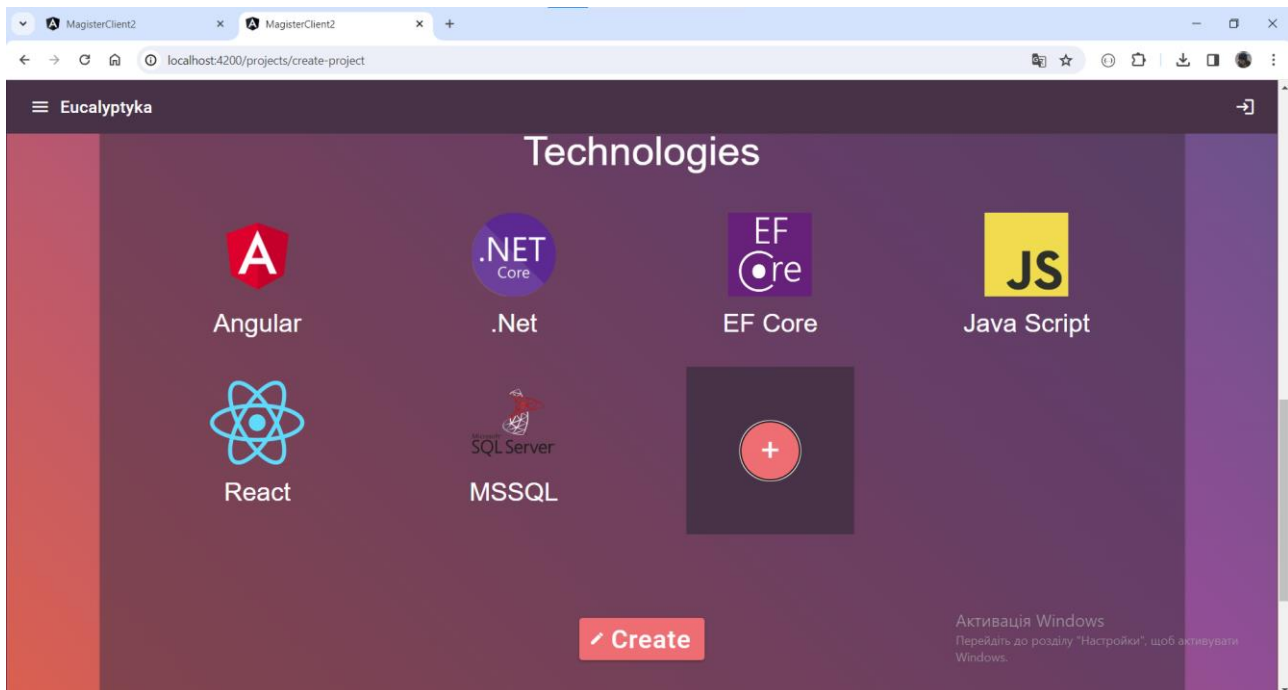 MagisterClient2
MagisterClient2
localhost:4200/projects/create-project
Eucalyptyka
Technologies
.NET
Core
EF
Core
JS
Angular
.Net
EF Core
Java Script
Microsoft
SQL Server
React
MSSQL
Create
Активація Windows
Перейдіть до розділу "Настройки", щоб активувати
Windows.